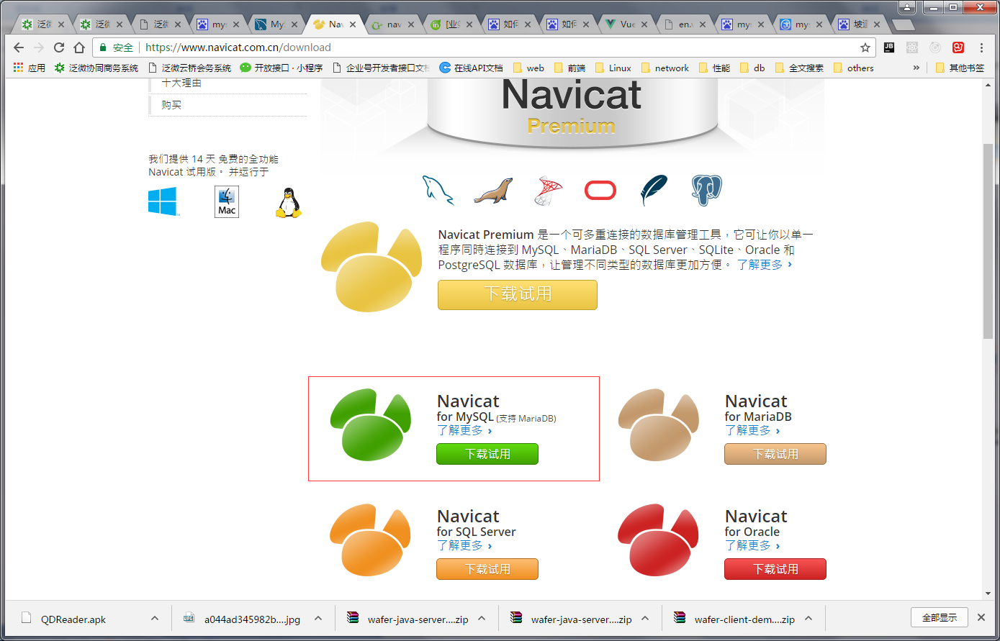 泛微
泛微
泛微
mys
MyS
Nav
nav
[业务
如何
如何
Vue
en.v
mys
mys
坡道
安全 https://www.navicat.com.cn/download
应用 泛微协同商务系统 泛微云桥会务系统 开放接口 · 小程序 企业号开发者接口文档 在线API文档 web 前端 Linux network 性能 db 全文搜索 others » 其他书签
十大理由
购买
我们提供 14 天 免费的全功能
Navicat 试用版。 并运行于
Mac
Navicat
Premium
Navicat Premium 是一个可多重连接的数据库管理工具，它可让你以单一
程序同時连接到 MySQL、MariaDB、SQL Server、SQLite、Oracle 和
PostgreSQL 数据库，让管理不同类型的数据库更加方便。 了解更多 ›
下载试用
Navicat
for MySQL (支持 MariaDB)
了解更多 ›
下载试用
Navicat
for MariaDB
了解更多 ›
下载试用
Navicat
for SQL Server
了解更多 ›
下载试用
Navicat
for Oracle
了解更多 ›
下载试用
QDReader.apk
a044ad345982b....jpg
wafer-java-server....zip
wafer-java-server....zip
wafer-client-dem....zip
全部显示